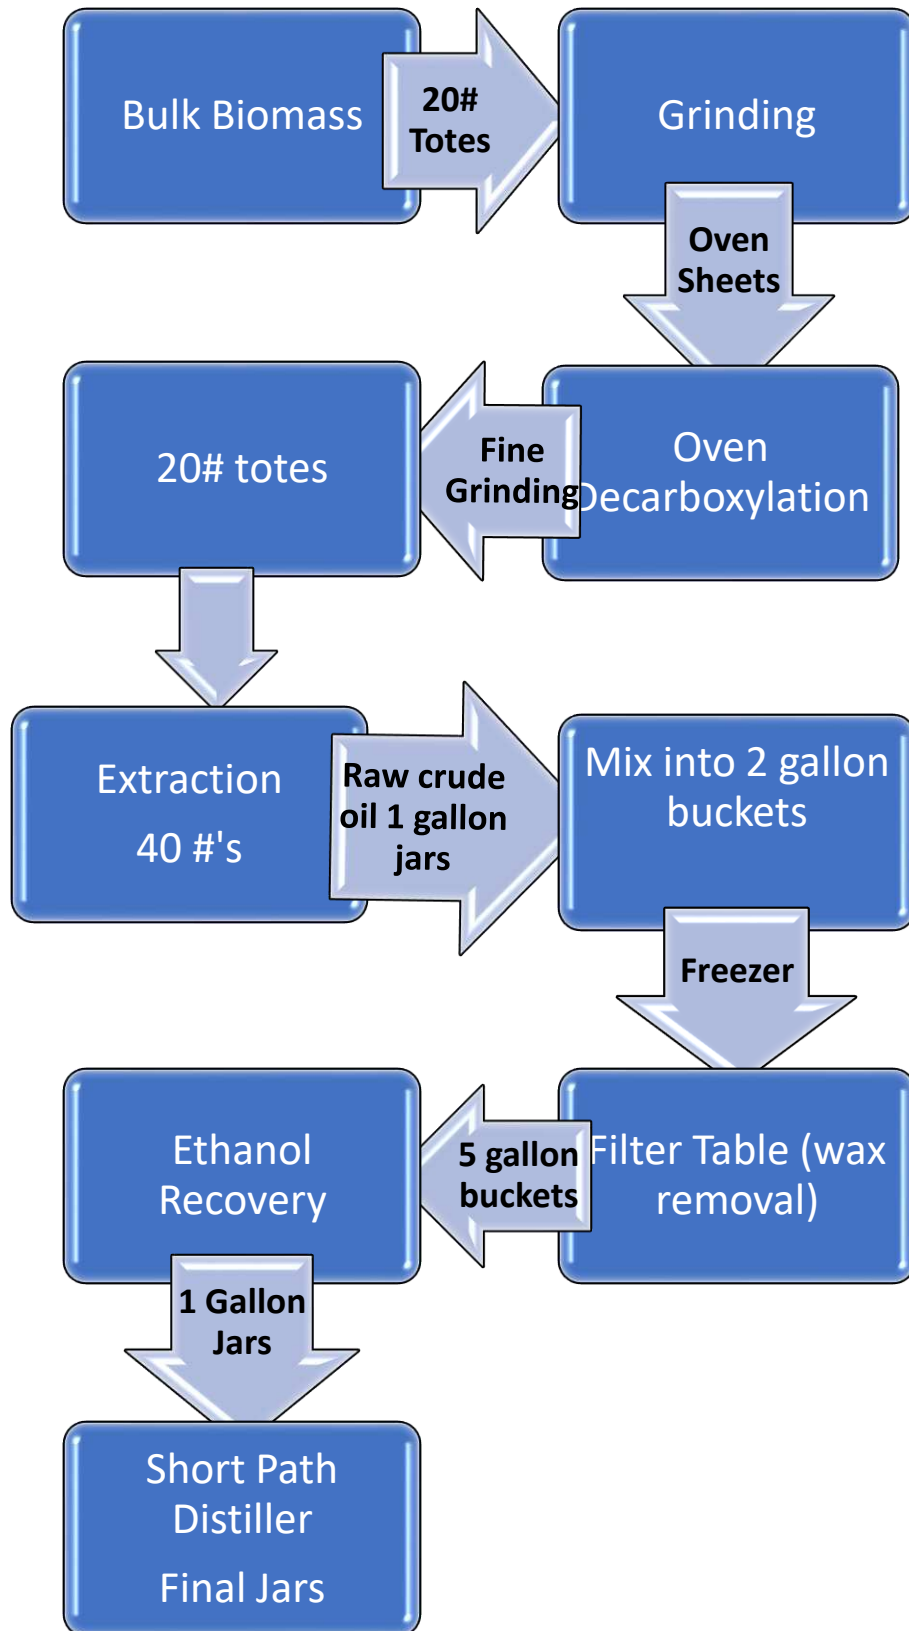 Bulk Biomass
20#
Totes
Grinding
Oven
Sheets
Oven
Decarboxylation
Fine
Grinding
20# totes
Extraction
40 #'s
Raw crude
oil 1 gallon
jars
Mix into 2 gallon
buckets
Freezer
Filter Table (wax
removal)
5 gallon
buckets
Ethanol
Recovery
1 Gallon
Jars
Short Path
Distiller
Final Jars